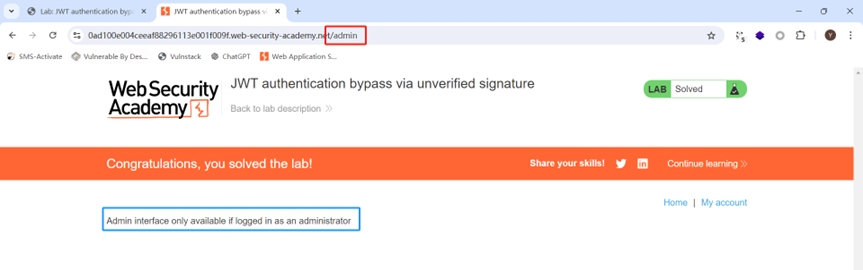 Lab: JWT authentication bypa
JWT authentication bypass vi
0ad100e004ceeaf88296113e001f009f.web-security-academy.net/admin
SMS-Activate
Vulnerable By Des...
Vulnstack
ChatGPT
Web Application S...
Web Security Academy
JWT authentication bypass via unverified signature
Back to lab description
LAB Solved
Congratulations, you solved the lab!
Share your skills!
Continue learning
Home | My account
Admin interface only available if logged in as an administrator